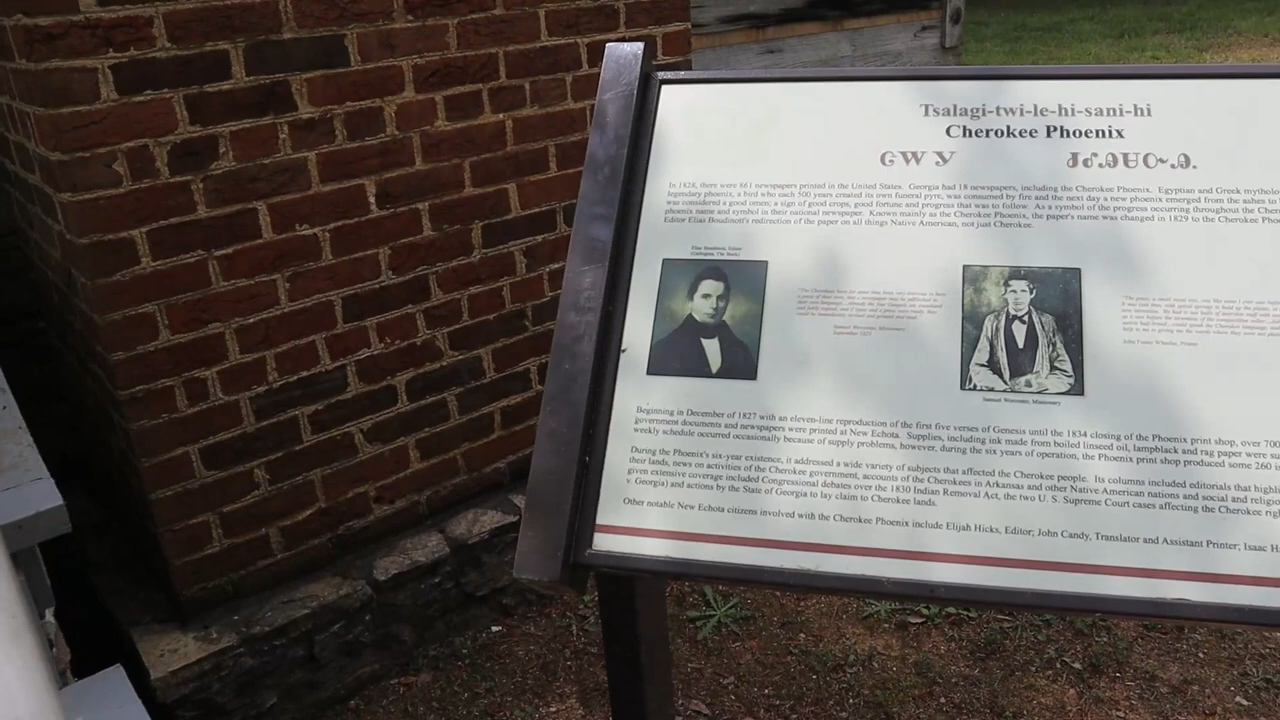 Tsalagi-twi-le-hi-sani-hi
Cherokee Phoenix
ᏣᎳᎩ ᏧᎴᎯᏌᏅᎯ.
In 1828, there were 861 newspapers printed in the United States. Georgia had 18 newspapers, including the Cherokee Phoenix. Egyptian and Greek
legendary phoenix, a bird who each 500 years created its own funeral pyre, was consumed by fire and the next day a new phoenix emerged from the ashes to
was considered a good omen; a sign of good crops, good fortune and progress that was to follow. As a symbol of the progress occurring throughout the
phoenix name and symbol in their national newspaper. Known mainly as the Cherokee Phoenix, the paper's name was changed in 1829 to the Cherokee
Editor Elias Boudinott's redirection of the paper on all things Native American, not just Cherokee.
Elias Boudinott, Editor
Samuel Worcester, Missionary
September 1825
John Foster Wheeler, Printer
Samuel Worcester, Missionary
Beginning in December of 1827 with an eleven-line reproduction of the first five verses of Genesis until the 1834 closing of the Phoenix print shop, over 700
government documents and newspapers were printed at New Echota. Supplies, including ink made from boiled linseed oil, lampblack and rag paper were
weekly schedule occurred occasionally because of supply problems, however, during the six years of operation, the Phoenix print shop produced some 260
During the Phoenix's six-year existence, it addressed a wide variety of subjects that affected the Cherokee people. Its columns included editorials that
their lands, news on activities of the Cherokee government, accounts of the Cherokees in Arkansas and other Native American nations and social and
given extensive coverage included Congressional debates over the 1830 Indian Removal Act, the two U. S. Supreme Court cases affecting the Cherokee
v. Georgia) and actions by the State of Georgia to lay claim to Cherokee lands.
Other notable New Echota citizens involved with the Cherokee Phoenix include Elijah Hicks, Editor; John Candy, Translator and Assistant Printer; Isaac